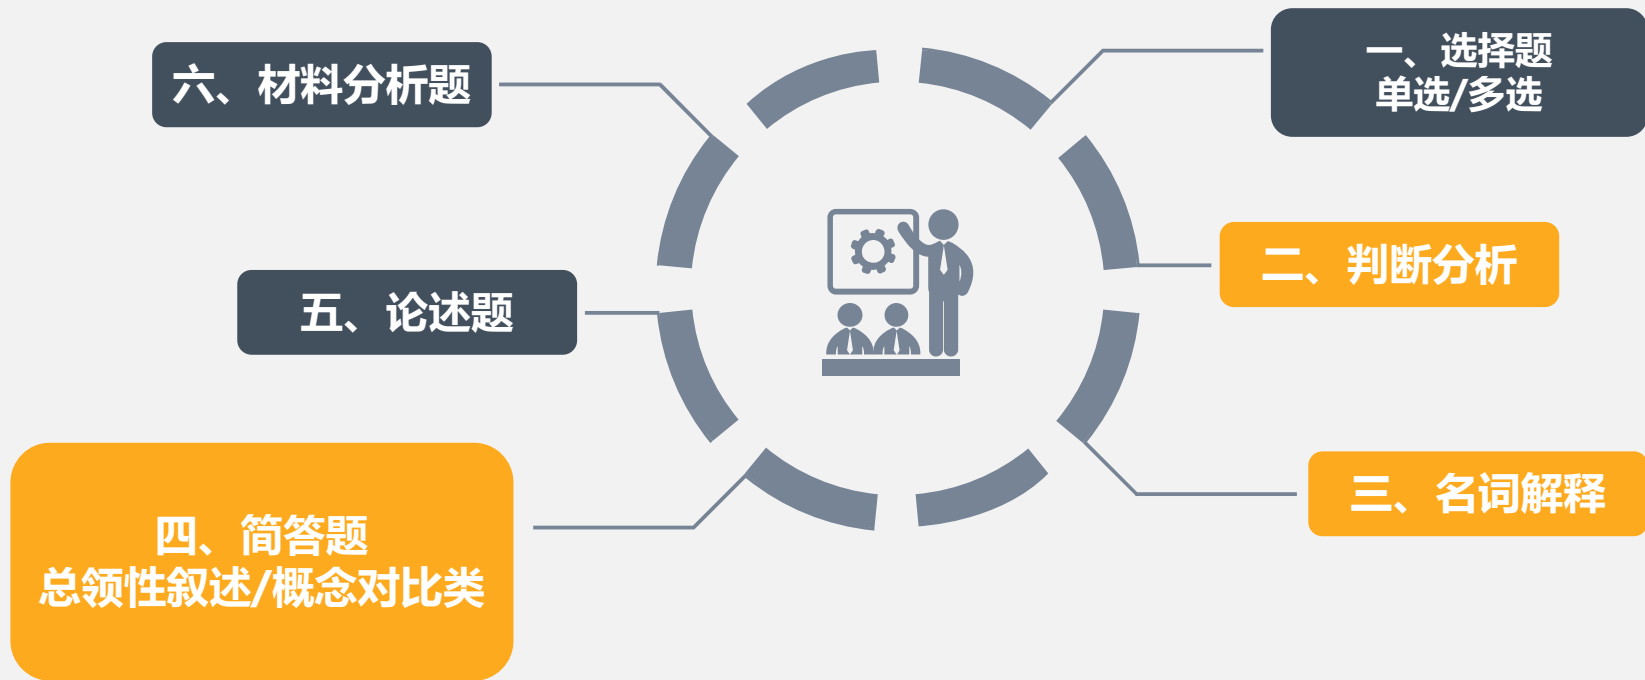 一、选择题
单选/多选
二、判断分析
三、名词解释
四、简答题
总领性叙述/概念对比类
五、论述题
六、材料分析题